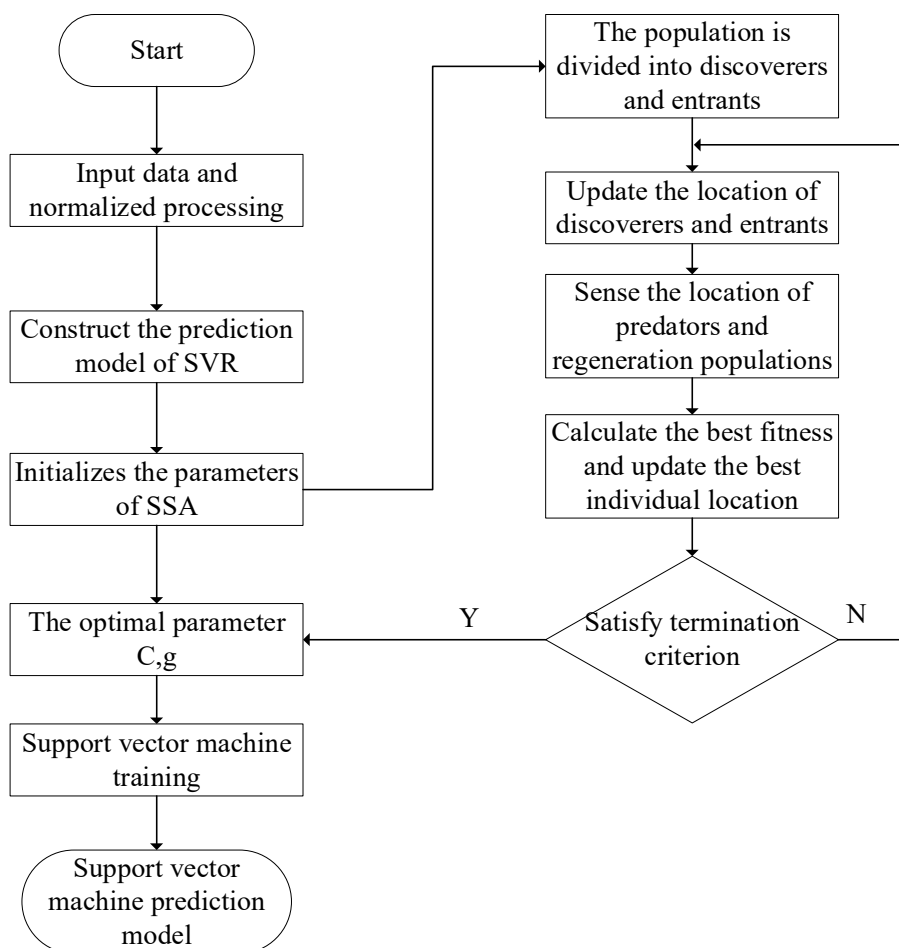 Start
Input data and
normalized processing
Construct the prediction
model of SVR
Initializes the parameters
of SSA
The optimal parameter
C,g
Support vector machine
training
Support vector
machine prediction
model
The population is
divided into discoverers
and entrants
Update the location of
discoverers and entrants
Sense the location of
predators and
regeneration populations
Calculate the best fitness
and update the best
individual location
Satisfy termination
criterion
Y
N